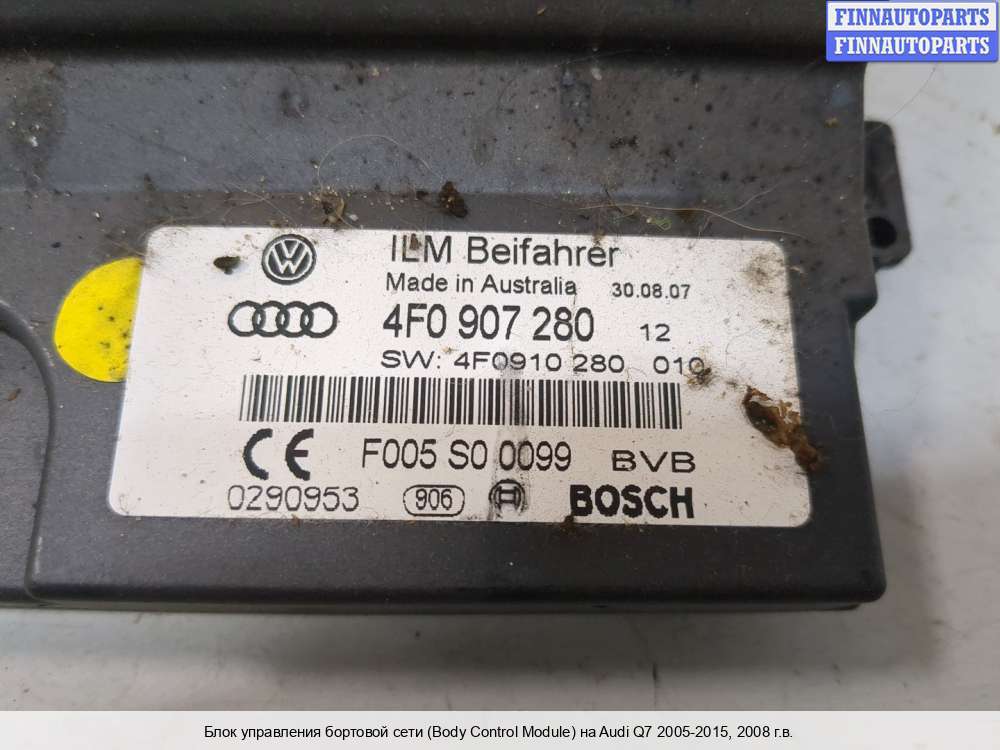 FINNAUTOPARTS
FINNAUTOPARTS
ILM Beifahrer
Made in Australia 30.08.07
4F0 907 280 12
SW: 4F0910 280 010
CE F005 S0 0099 BVB
0290953 906 BOSCH
Блок управления бортовой сети (Body Control Module) на Audi Q7 2005-2015, 2008 г.в.